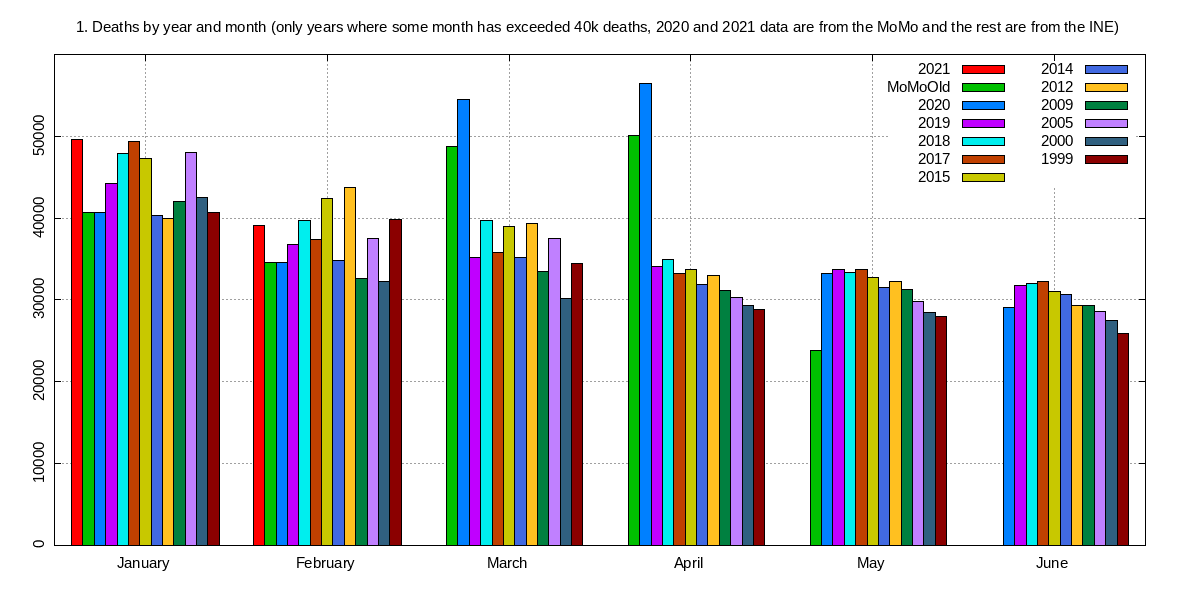 1. Deaths by year and month (only years where some month has exceeded 40k deaths, 2020 and 2021 data are from the MoMo and the rest are from the INE)
2021
MoMoOld
2020
2019
2018
2017
2015
2014
2012
2009
2005
2000
1999
50000
40000
30000
20000
10000
0
January
February
March
April
May
June